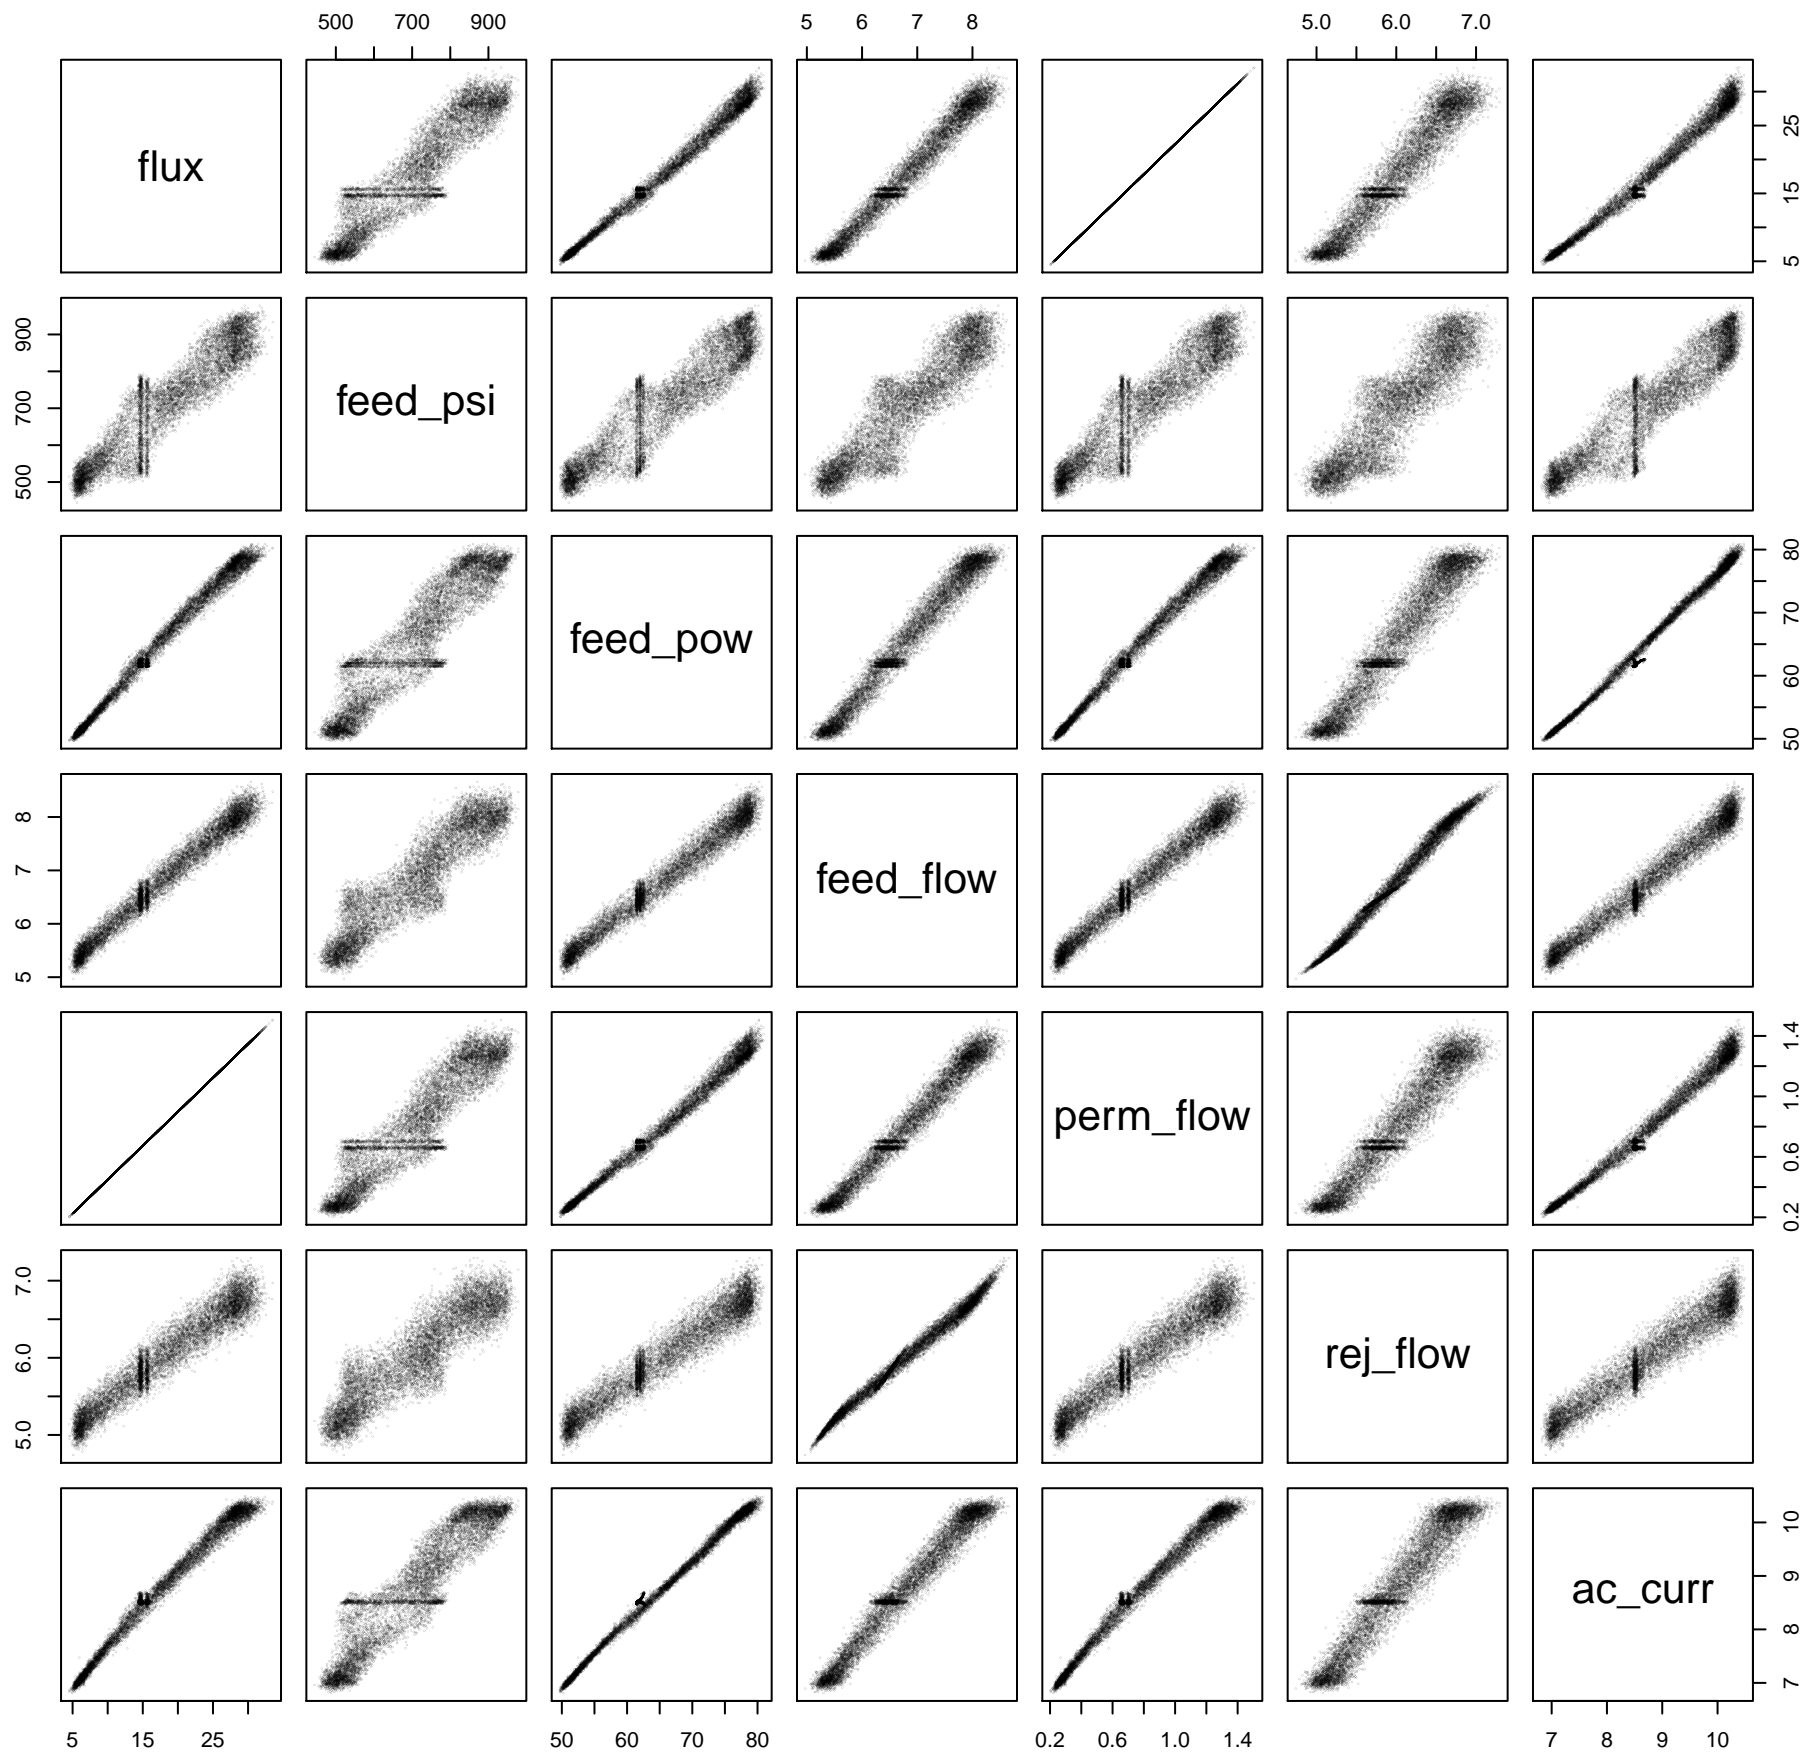 500 700 900 5 6 7 8 5.0 6.0 7.0
flux 5 15 25
500 700 900 feed_psi
feed_pow 50 60 70 80
5 6 7 8 feed_flow
perm_flow 0.2 0.6 1.0 1.4
5.0 6.0 7.0 rej_flow
ac_curr 7 8 9 10
5 15 25 50 60 70 80 0.2 0.6 1.0 1.4 7 8 9 10